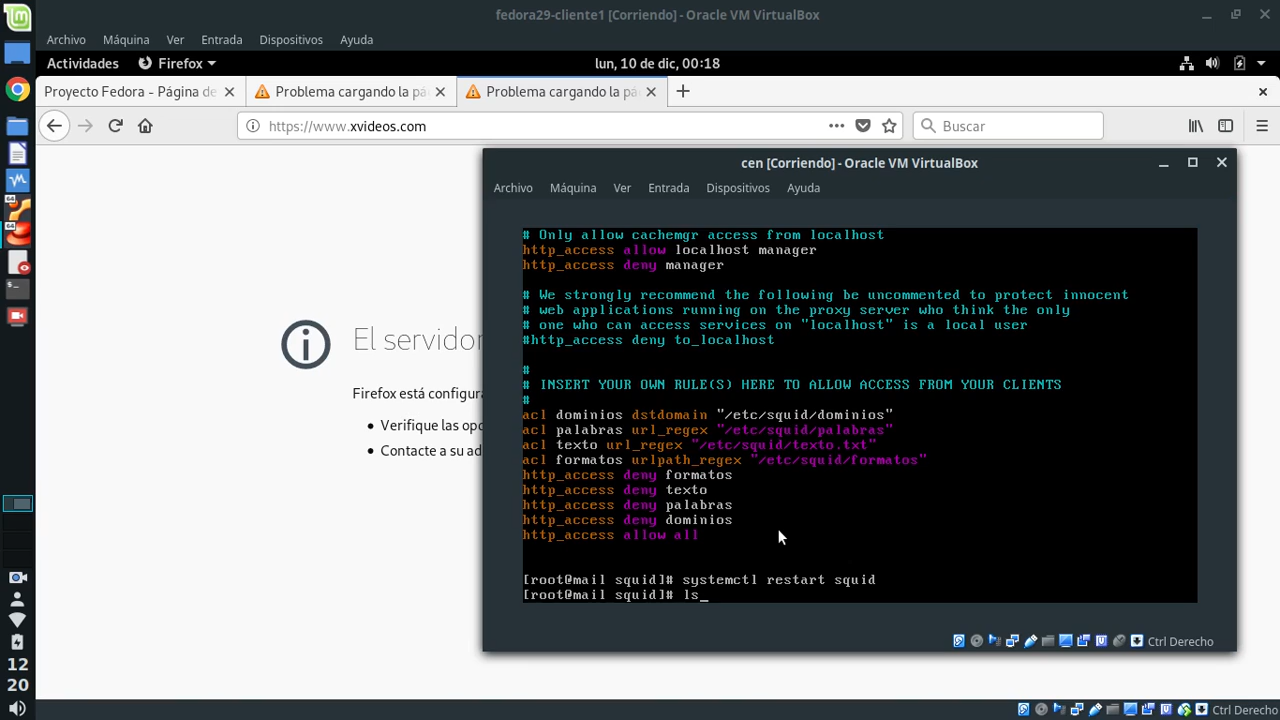 fedora29-cliente1 [Corriendo] - Oracle VM VirtualBox
Archivo Máquina Ver Entrada Dispositivos Ayuda
Actividades Firefox lun, 10 de dic, 00:18
Proyecto Fedora - Página de Problema cargando la pá Problema cargando la pá
https://www.xvideos.com Buscar
cen [Corriendo] - Oracle VM VirtualBox
Archivo Máquina Ver Entrada Dispositivos Ayuda
El servidor
Firefox está configura
Verifique las opc
Contacte a su ad
# Only allow cachemgr access from localhost
http_access allow localhost manager
http_access deny manager
# We strongly recommend the following be uncommented to protect innocent
# web applications running on the proxy server who think the only
# one who can access services on "localhost" is a local user
#http_access deny to_localhost
#
# INSERT YOUR OWN RULE(S) HERE TO ALLOW ACCESS FROM YOUR CLIENTS
#
acl dominios dstdomain "/etc/squid/dominios"
acl palabras url_regex "/etc/squid/palabras"
acl texto url_regex "/etc/squid/texto.txt"
acl formatos urlpath_regex "/etc/squid/formatos"
http_access deny formatos
http_access deny texto
http_access deny palabras
http_access deny dominios
http_access allow all
[root@mail squid]# systemctl restart squid
[root@mail squid]# ls_
Ctrl Derecho
12
20
Ctrl Derecho